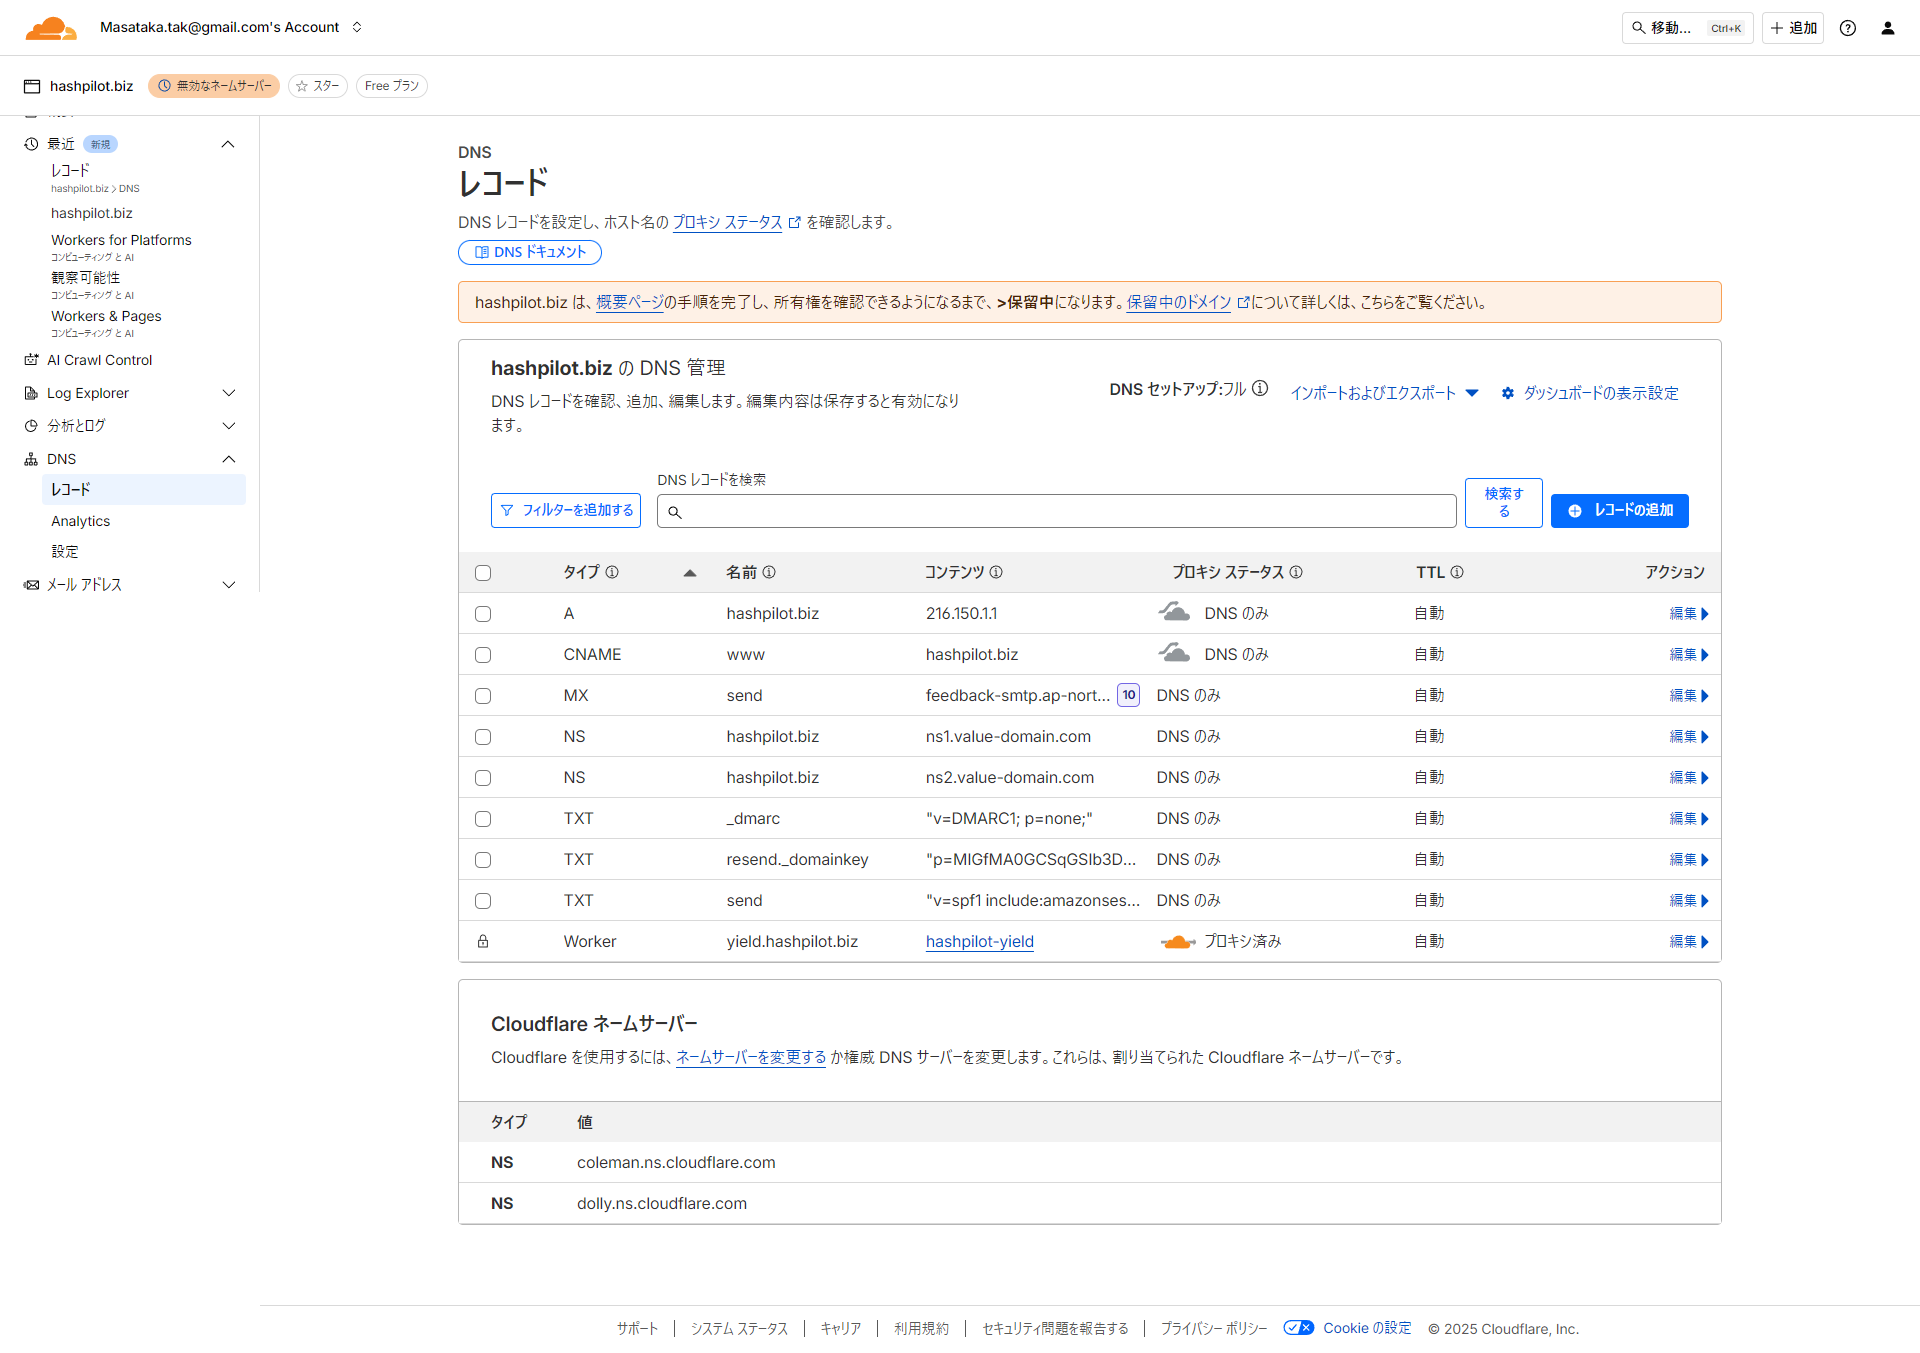 Masataka.tak@gmail.com's Account
移動... Ctrl+K
追加
hashpilot.biz 無効なネームサーバー スター Free プラン
最近 新規
レコード
hashpilot.biz > DNS
hashpilot.biz
Workers for Platforms
コンピューティング と AI
観察可能性
コンピューティング と AI
Workers & Pages
コンピューティング と AI
AI Crawl Control
Log Explorer
分析とログ
DNS
レコード
Analytics
設定
メール アドレス
DNS
レコード
DNS レコードを設定し、ホスト名の プロキシ ステータス を確認します。
DNS ドキュメント
hashpilot.biz は、概要ページの手順を完了し、所有権を確認できるようになるまで、>保留中になります。保留中のドメイン について詳しくは、こちらをご覧ください。
hashpilot.biz の DNS 管理
DNS レコードを確認、追加、編集します。編集内容は保存すると有効になり
ます。
DNS セットアップ:フル インポートおよびエクスポート ダッシュボードの表示設定
DNS レコードを検索
フィルターを追加する
検索す
る
レコードの追加
タイプ 名前 コンテンツ プロキシ ステータス TTL アクション
A hashpilot.biz 216.150.1.1 DNS のみ 自動 編集
CNAME www hashpilot.biz DNS のみ 自動 編集
MX send feedback-smtp.ap-nort... 10 DNS のみ 自動 編集
NS hashpilot.biz ns1.value-domain.com DNS のみ 自動 編集
NS hashpilot.biz ns2.value-domain.com DNS のみ 自動 編集
TXT _dmarc "v=DMARC1; p=none;" DNS のみ 自動 編集
TXT resend._domainkey "p=MIGfMA0GCSqGSIb3D... DNS のみ 自動 編集
TXT send "v=spf1 include:amazonses... DNS のみ 自動 編集
Worker yield.hashpilot.biz hashpilot-yield プロキシ済み 自動 編集
Cloudflare ネームサーバー
Cloudflare を使用するには、ネームサーバーを変更する か権威 DNS サーバーを変更します。これらは、割り当てられた Cloudflare ネームサーバーです。
タイプ 値
NS coleman.ns.cloudflare.com
NS dolly.ns.cloudflare.com
サポート システム ステータス キャリア 利用規約 セキュリティ問題を報告する プライバシー ポリシー Cookie の設定 © 2025 Cloudflare, Inc.